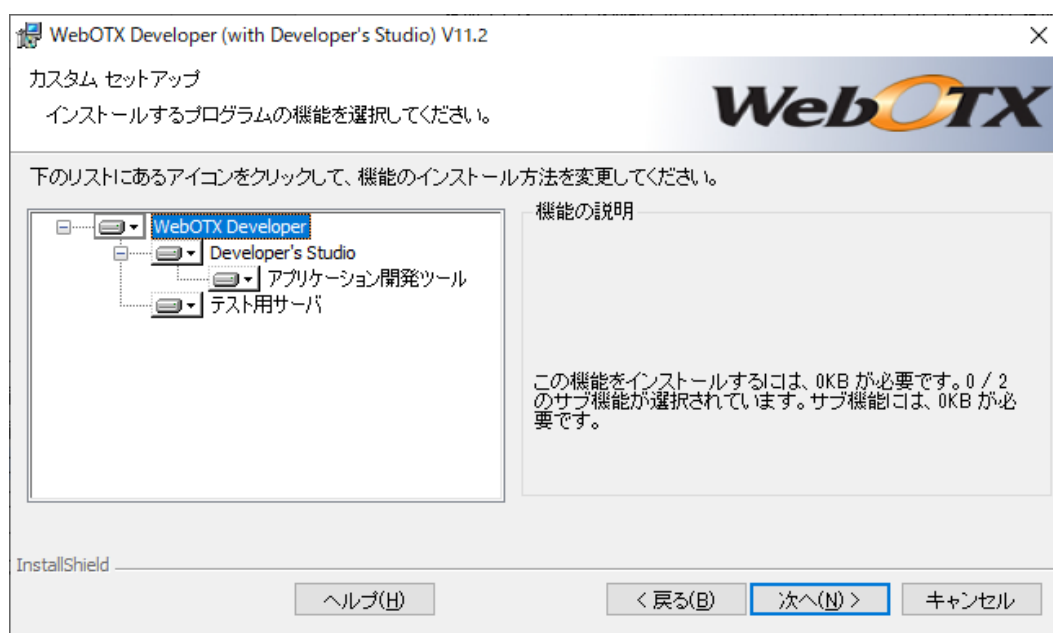 WebOTX Developer (with Developer's Studio) V11.2
カスタム セットアップ
インストールするプログラムの機能を選択してください。
WebOTX
下のリストにあるアイコンをクリックして、機能のインストール方法を変更してください。
WebOTX Developer
Developer's Studio
アプリケーション開発ツール
テスト用サーバ
機能の説明
この機能をインストールするには、0KB が必要です。0 / 2
のサブ機能が選択されています。サブ機能には、0KB が必
要です。
InstallShield
ヘルプ(H)
< 戻る(B)
次へ(N) >
キャンセル